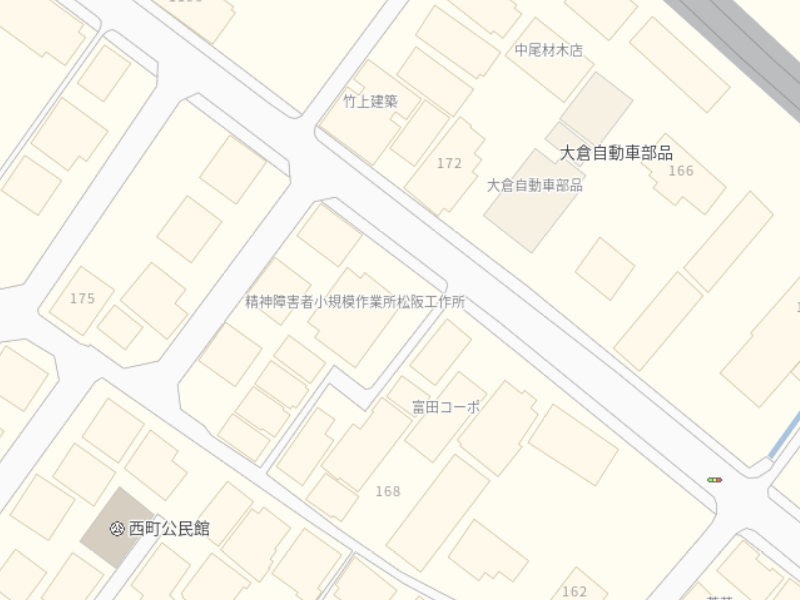 中尾材木店
竹上建築
大倉自動車部品
172
166
大倉自動車部品
175
精神障害者小規模作業所松阪工作所
富田コーポ
168
西町公民館
162